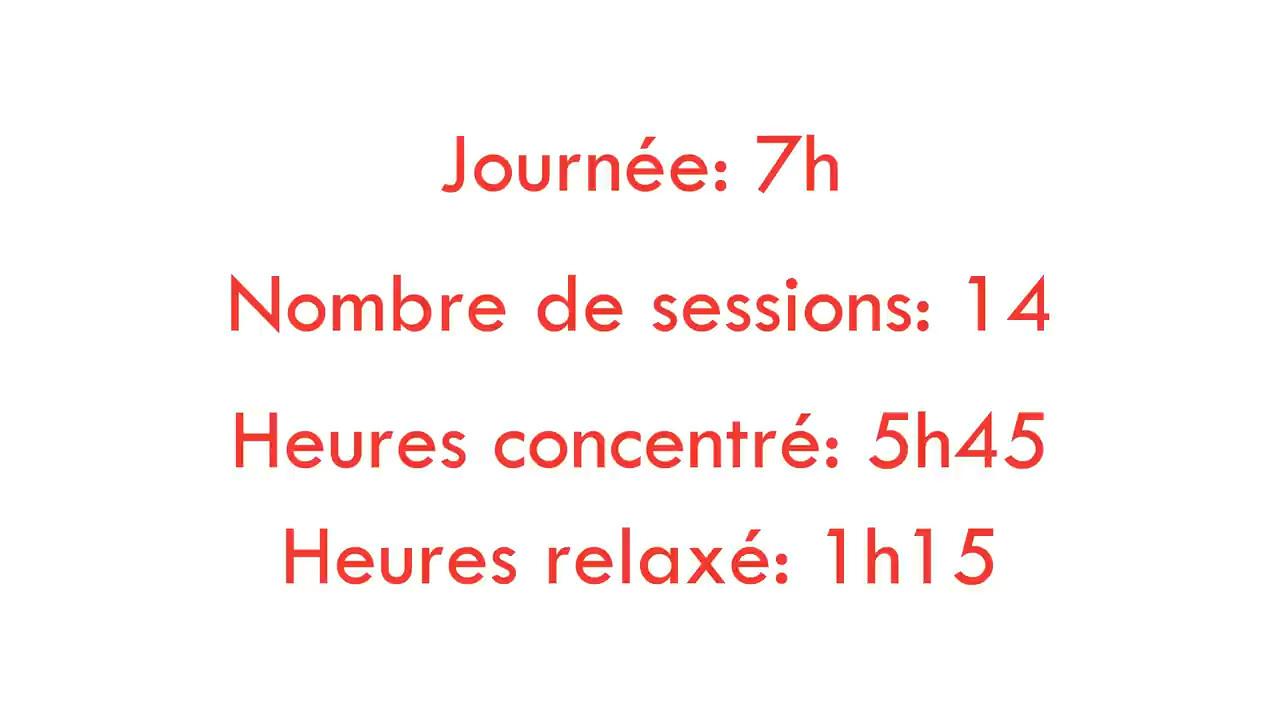 Journée: 7h
Nombre de sessions: 14
Heures concentré: 5h45
Heures relaxé: 1h15